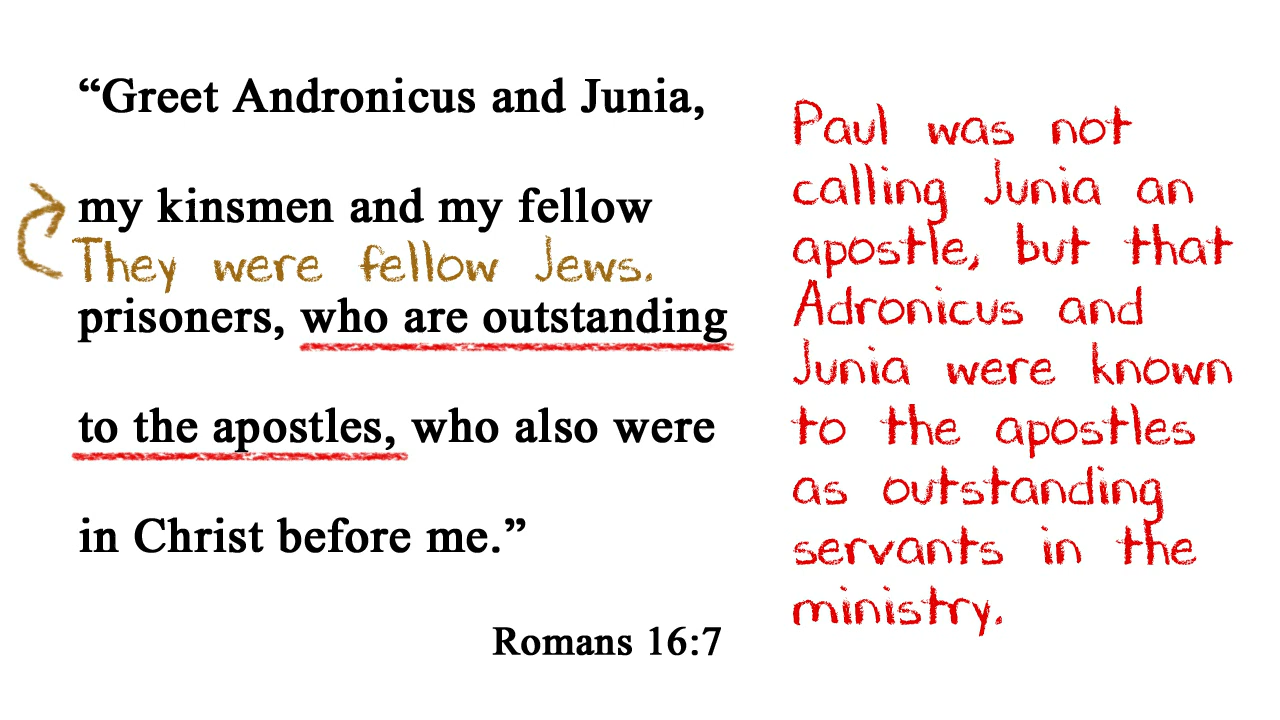 “Greet Andronicus and Junia,
my kinsmen and my fellow
They were fellow Jews.
prisoners, who are outstanding
to the apostles, who also were
in Christ before me.”
Romans 16:7
Paul was not
calling Junia an
apostle, but that
Adronicus and
Junia were known
to the apostles
as outstanding
servants in the
ministry.